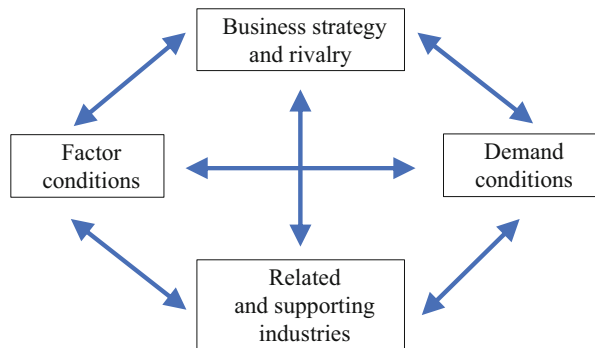 Business strategy
and rivalry
Factor
conditions
Demand
conditions
Related
and supporting
industries